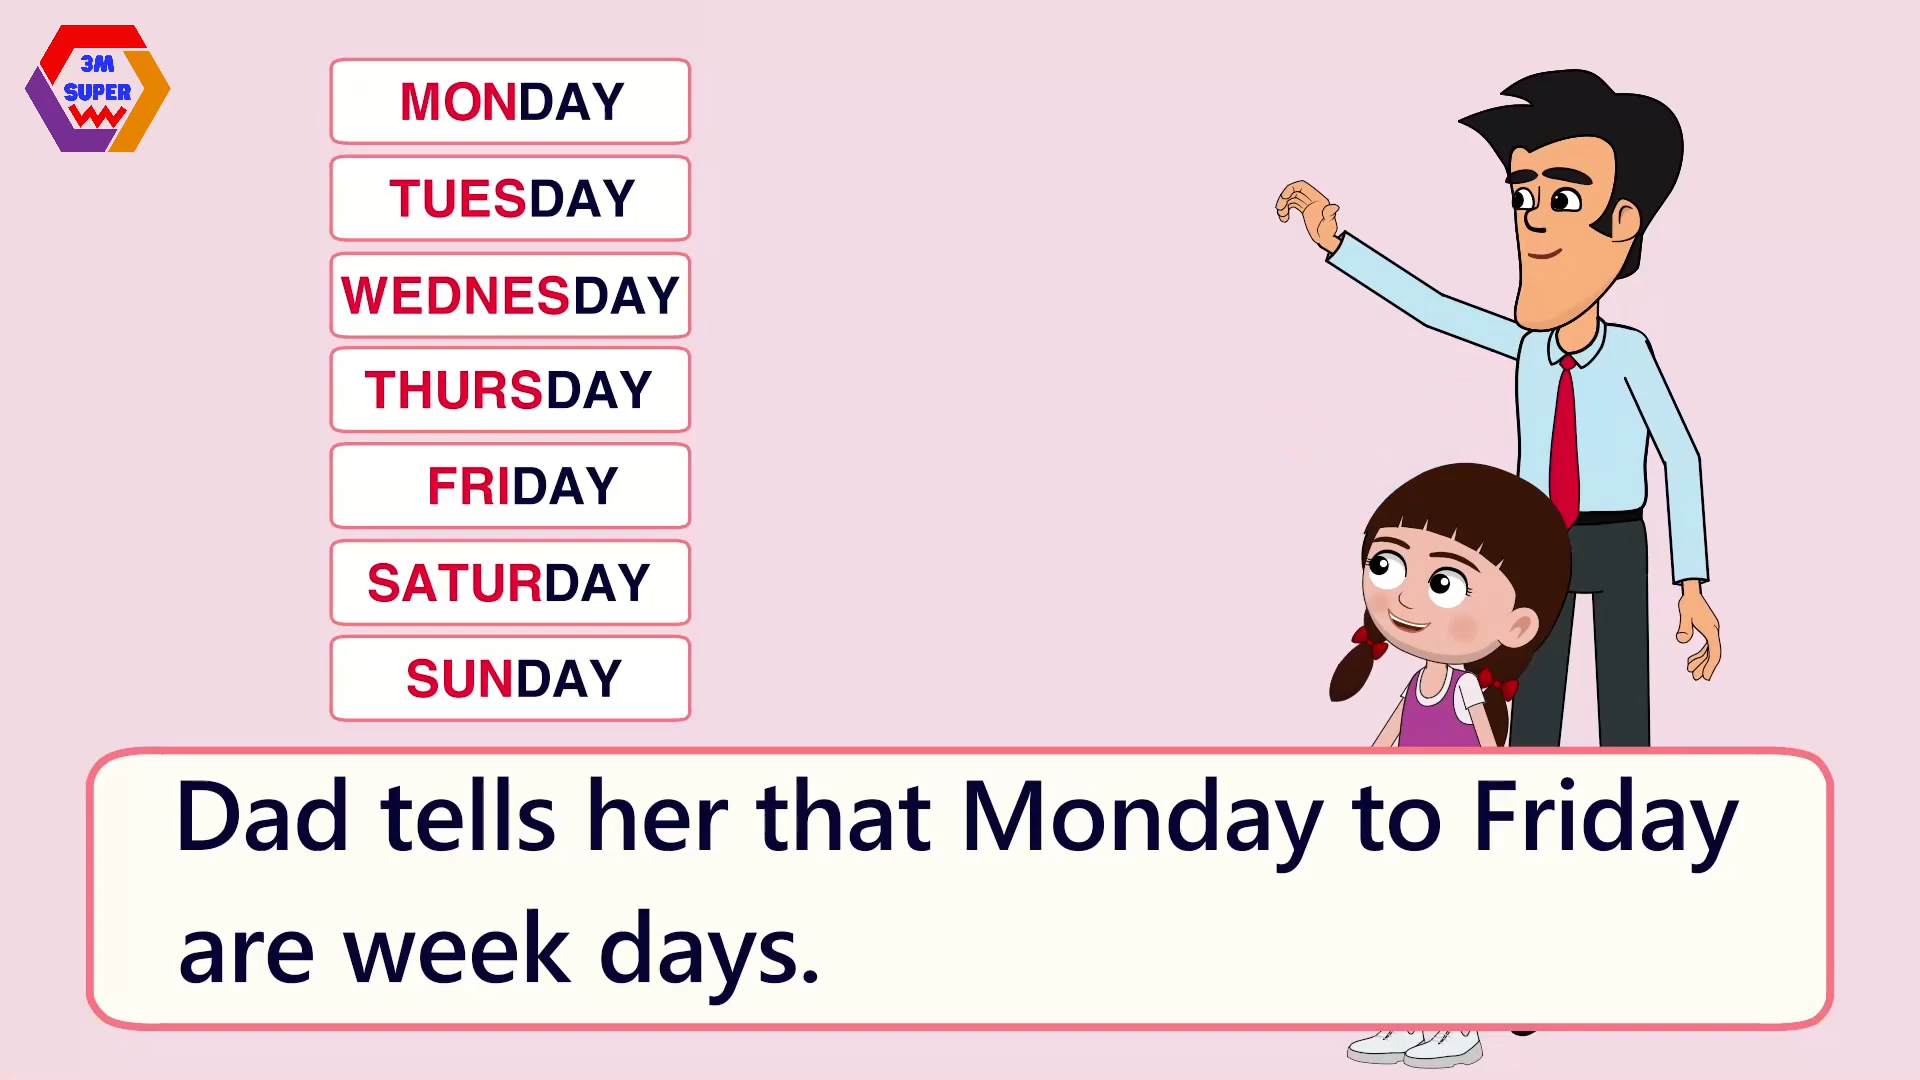 3M
SUPER
MONDAY
TUESDAY
WEDNESDAY
THURSDAY
FRIDAY
SATURDAY
SUNDAY
Dad tells her that Monday to Friday
are week days.